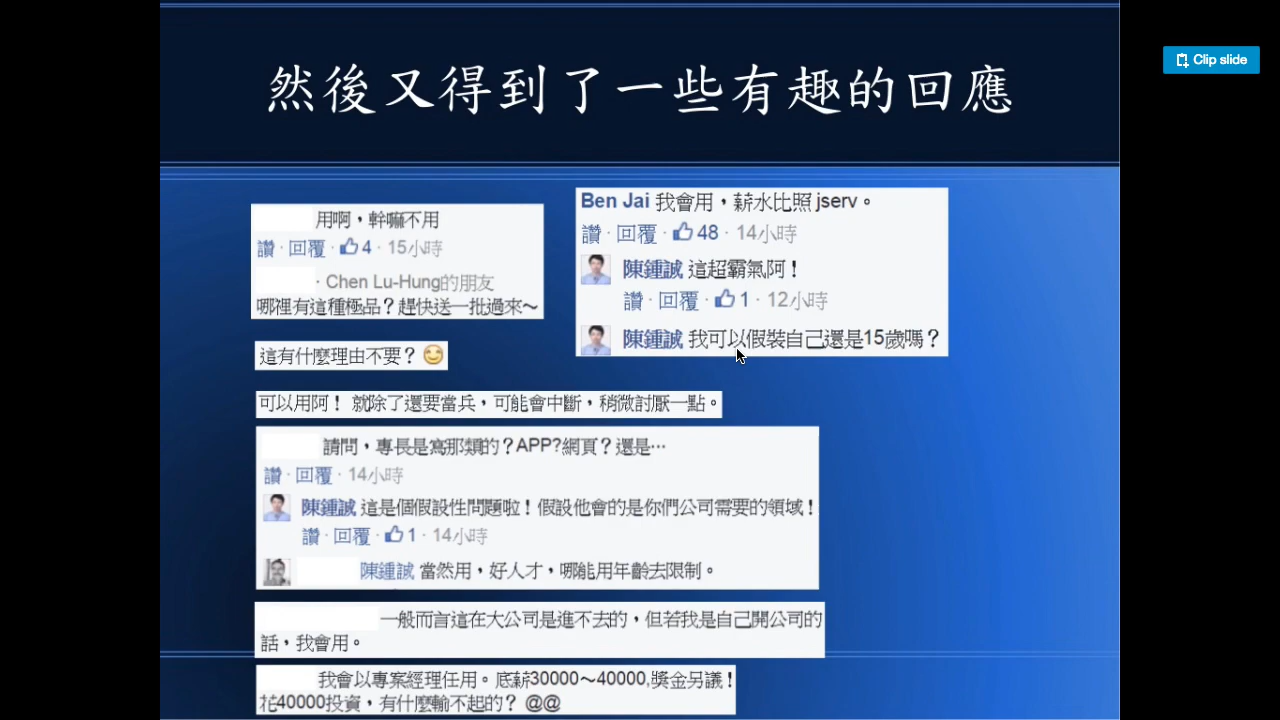 然後又得到了一些有趣的回應
Clip slide
用啊，幹嘛不用
讚 · 回覆 · 4 · 15小時
· Chen Lu-Hung的朋友
哪裡有這種極品？趕快送一批過來～
Ben Jai 我會用，薪水比照 jserv。
讚 · 回覆 · 48 · 14小時
陳鍾誠 這超霸氣阿！
讚 · 回覆 · 1 · 12小時
陳鍾誠 我可以假裝自己還是15歲嗎？
這有什麼理由不要？
可以用阿！ 就除了還要當兵，可能會中斷，稍微討厭一點。
請問，專長是寫那類的？APP?網頁？還是…
讚 · 回覆 · 14小時
陳鍾誠 這是個假設性問題啦！假設他會的是你們公司需要的領域！
讚 · 回覆 · 1 · 14小時
陳鍾誠 當然用，好人才，哪能用年齡去限制。
一般而言這在大公司是進不去的，但若我是自己開公司的
話，我會用。
我會以專案經理任用。底薪30000～40000,獎金另議！
花40000投資，有什麼輸不起的？ @@